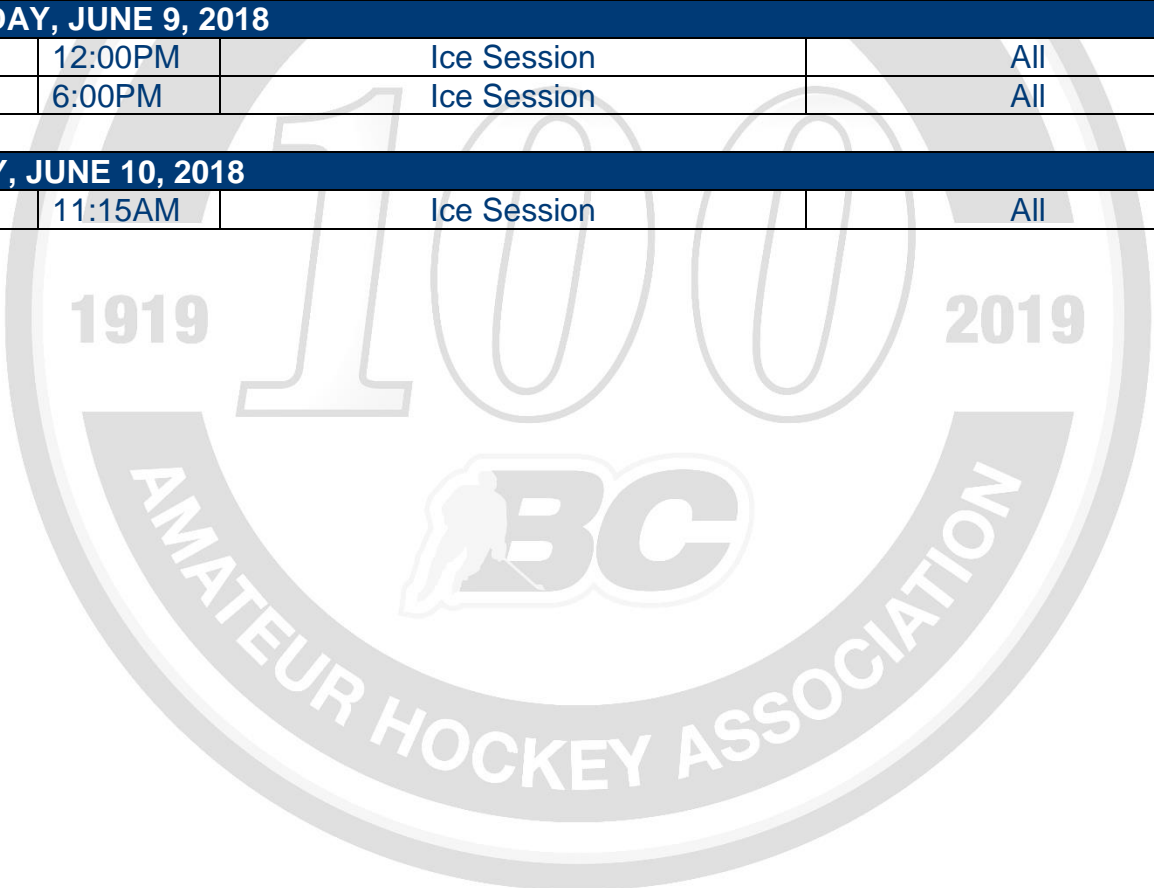 DAY, JUNE 9, 2018
12:00PM Ice Session All
6:00PM Ice Session All
Y, JUNE 10, 2018
11:15AM Ice Session All
100
1919 2019
BC
AMATEUR HOCKEY ASSOCIATION